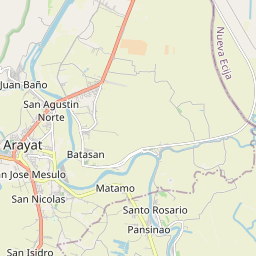 Nueva Ecija
Juan Baño
San Agustin
Norte
Arayat
Batasan
San Jose Mesulo
Matamo
San Nicolas
Santo Rosario
Pansinao
San Isidro